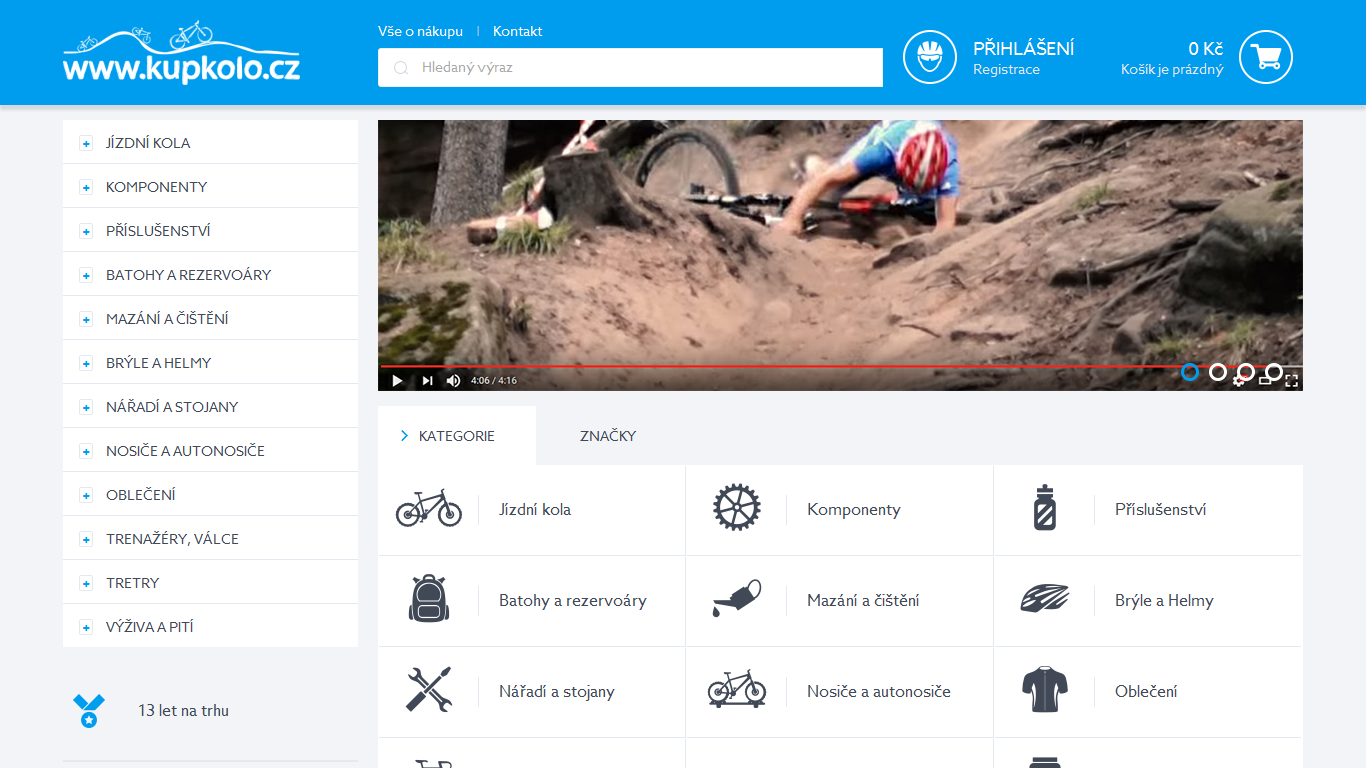 www.kupkolo.cz
Vše o nákupu | Kontakt
Hledaný výraz
PŘIHLÁŠENÍ
Registrace
0 Kč
Košík je prázdný
JÍZDNÍ KOLA
KOMPONENTY
PŘÍSLUŠENSTVÍ
BATOHY A REZERVOÁRY
MAZÁNÍ A ČIŠTĚNÍ
BRÝLE A HELMY
NÁŘADÍ A STOJANY
NOSIČE A AUTONOSIČE
OBLEČENÍ
TRENAŽÉRY, VÁLCE
TRETRY
VÝŽIVA A PITÍ
13 let na trhu
4:06 / 4:16
KATEGORIE
ZNAČKY
Jízdní kola
Komponenty
Příslušenství
Batohy a rezervoáry
Mazání a čištění
Brýle a Helmy
Nářadí a stojany
Nosiče a autonosiče
Oblečení